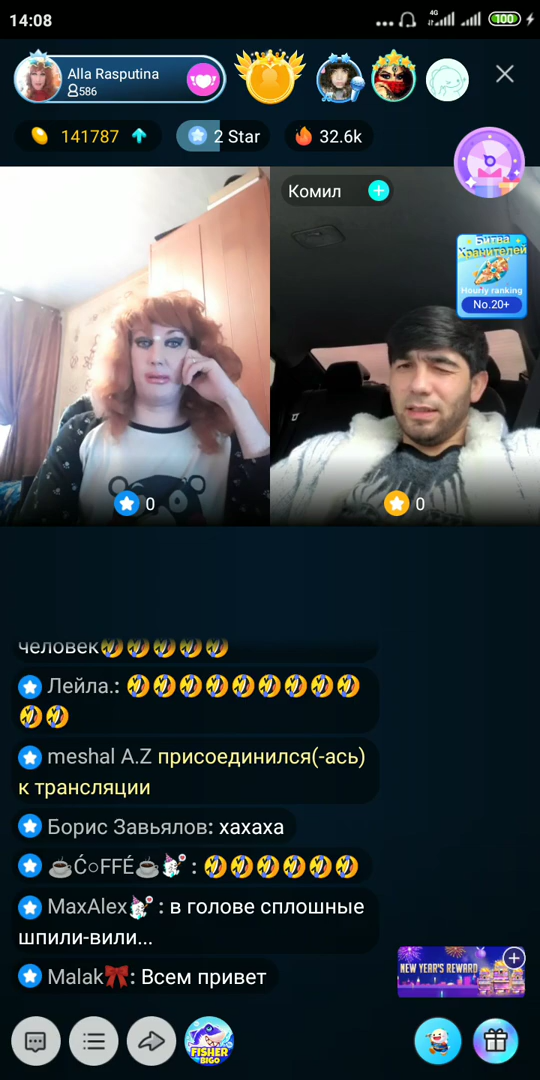 14:08
4G
100
Alla Rasputina
586
141787
2 Star
32.6k
Комил
Битва
Хранителей
Hourly ranking
No.20+
0
0
человек🤣🤣🤣🤣🤣
Лейла.: 🤣🤣🤣🤣🤣🤣🤣🤣🤣
🤣🤣
meshal A.Z присоединился(-ась)
к трансляции
Борис Завьялов: хахаха
☕Ć○FFÉ☕: 🤣🤣🤣🤣🤣🤣
MaxAlex: в голове сплошные
шпили-вили...
Malak🎀: Всем привет
NEW YEAR'S REWARD
FISHER
BIGO